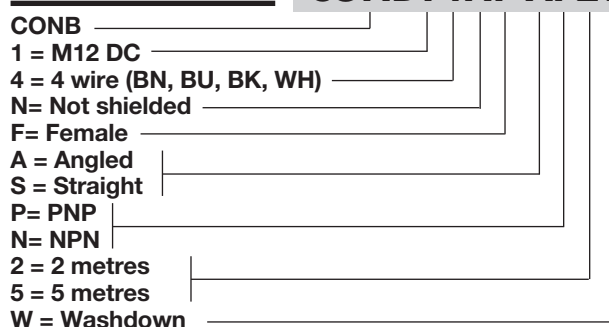 CONB
1 = M12 DC
4 = 4 wire (BN, BU, BK, WH)
N= Not shielded
F= Female
A = Angled
S = Straight
P= PNP
N= NPN
2 = 2 metres
5 = 5 metres
W = Washdown